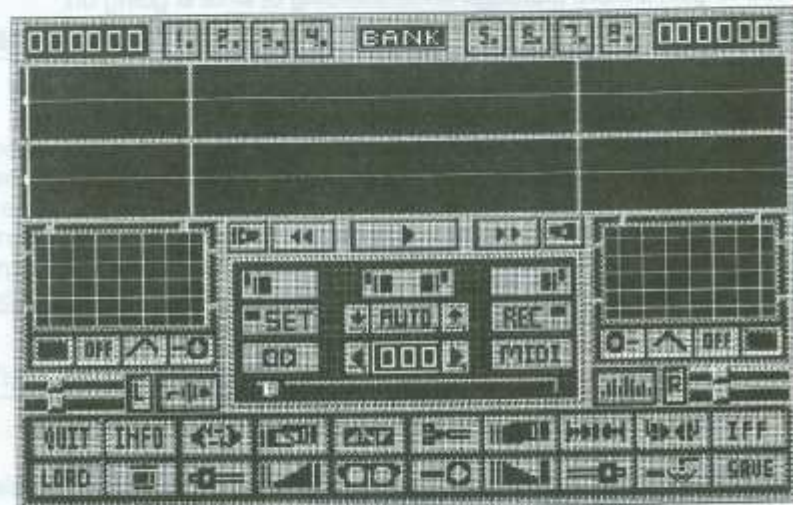 000000 1. 2. 3. 4. BANK 5. 6. 7. 8. 000000
SET AUTO REC
OFF 000 MIDI OFF
L R
QUIT INFO IFF
LOAD SAVE